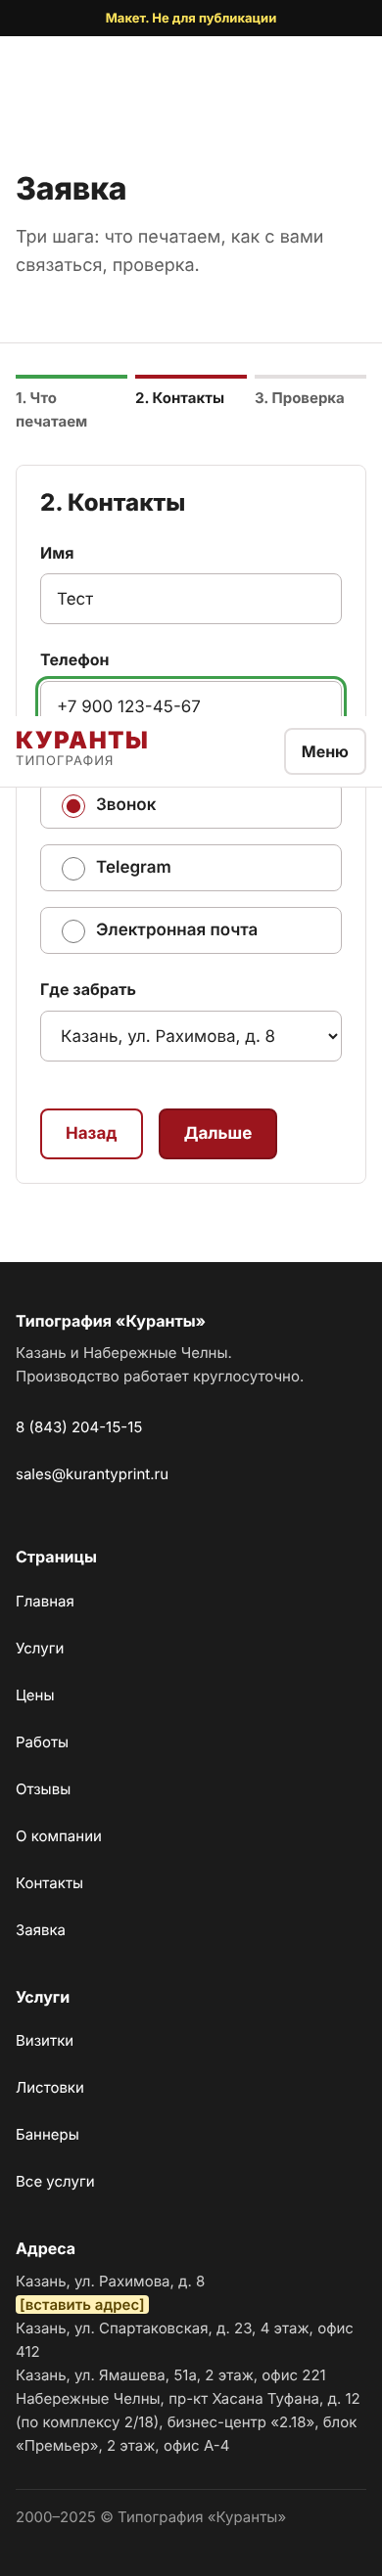 Макет. Не для публикации
Заявка
Три шага: что печатаем, как с вами
связаться, проверка.
1. Что
печатаем
2. Контакты
3. Проверка
2. Контакты
Имя
Тест
Телефон
+7 900 123-45-67
КУРАНТЫ
ТИПОГРАФИЯ
Меню
Звонок
Telegram
Электронная почта
Где забрать
Казань, ул. Рахимова, д. 8
Назад
Дальше
Типография «Куранты»
Казань и Набережные Челны.
Производство работает круглосуточно.
8 (843) 204-15-15
sales@kurantyprint.ru
Страницы
Главная
Услуги
Цены
Работы
Отзывы
О компании
Контакты
Заявка
Услуги
Визитки
Листовки
Баннеры
Все услуги
Адреса
Казань, ул. Рахимова, д. 8
[вставить адрес]
Казань, ул. Спартаковская, д. 23, 4 этаж, офис
412
Казань, ул. Ямашева, 51а, 2 этаж, офис 221
Набережные Челны, пр-кт Хасана Туфана, д. 12
(по комплексу 2/18), бизнес-центр «2.18», блок
«Премьер», 2 этаж, офис А-4
2000–2025 © Типография «Куранты»